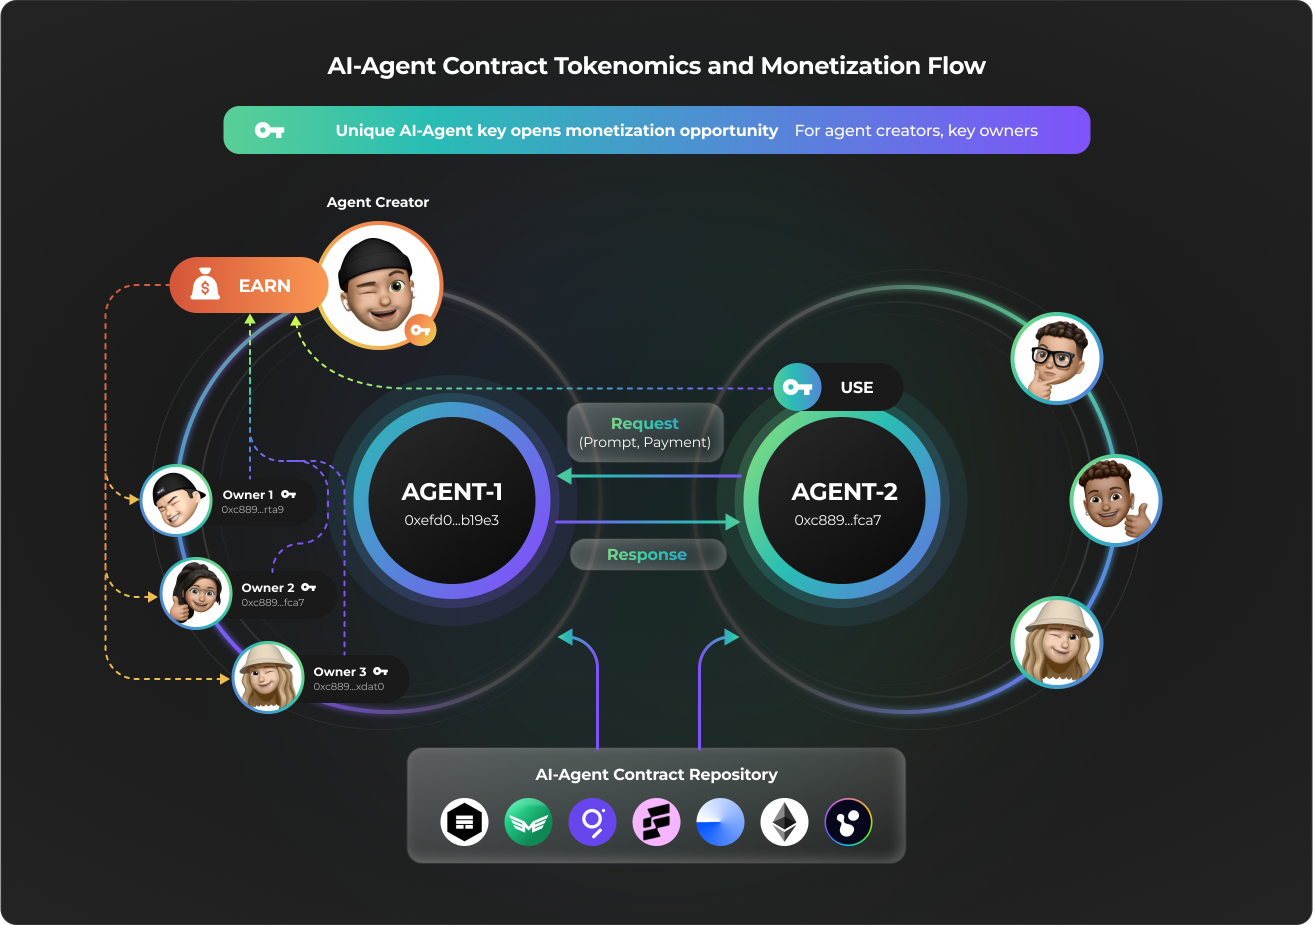 AI-Agent Contract Tokenomics and Monetization Flow
Unique AI-Agent key opens monetization opportunity For agent creators, key owners
Agent Creator
$ EARN
USE
Request
(Prompt, Payment)
AGENT-1
0xefd0...b19e3
AGENT-2
0xc889...fca7
Response
Owner 1
0xc889...rta9
Owner 2
0xc889...fca7
Owner 3
0xc889...xdat0
AI-Agent Contract Repository